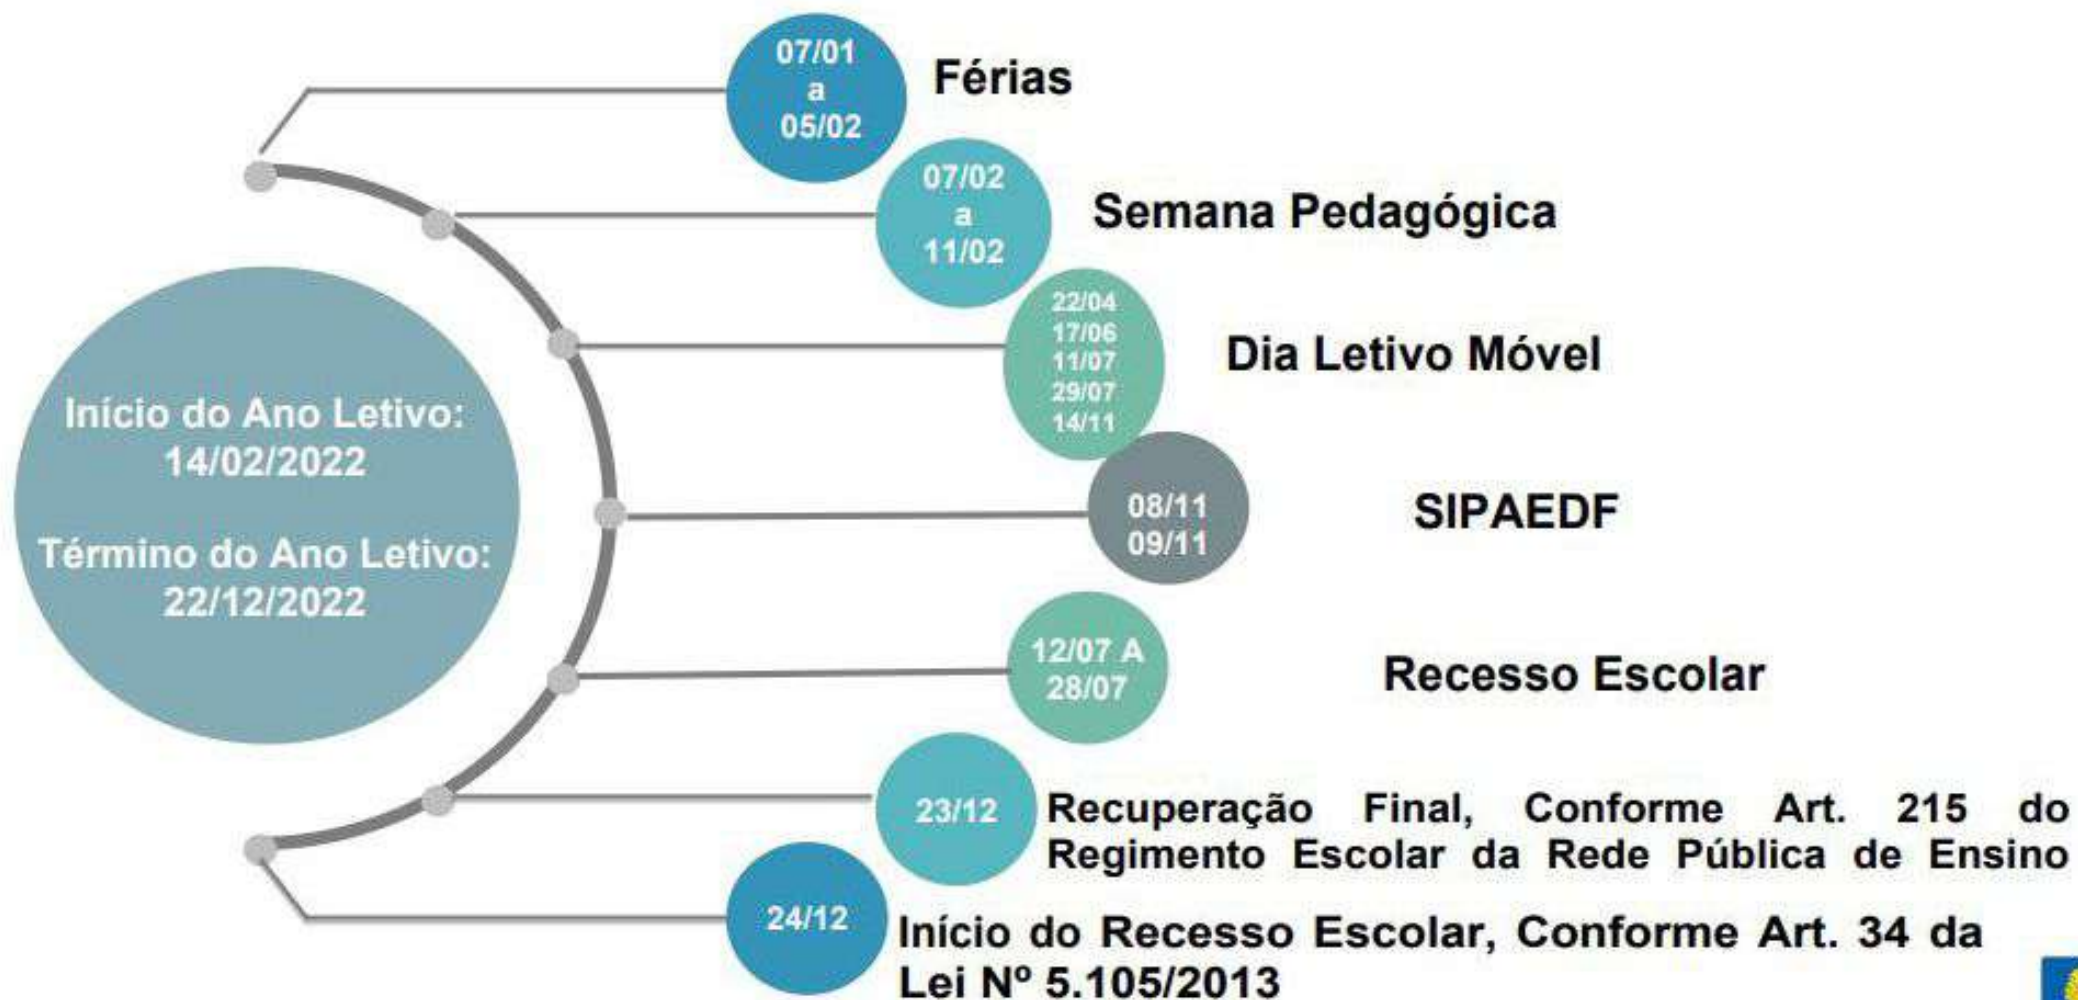 07/01
a
05/02
Férias
07/02
a
11/02
Semana Pedagógica
22/04
17/06
11/07
29/07
14/11
Dia Letivo Móvel
Início do Ano Letivo:
14/02/2022
Término do Ano Letivo:
22/12/2022
08/11
09/11
SIPAEDF
12/07 A
28/07
Recesso Escolar
23/12
Recuperação Final, Conforme Art. 215 do
Regimento Escolar da Rede Pública de Ensino
24/12
Início do Recesso Escolar, Conforme Art. 34 da
Lei Nº 5.105/2013